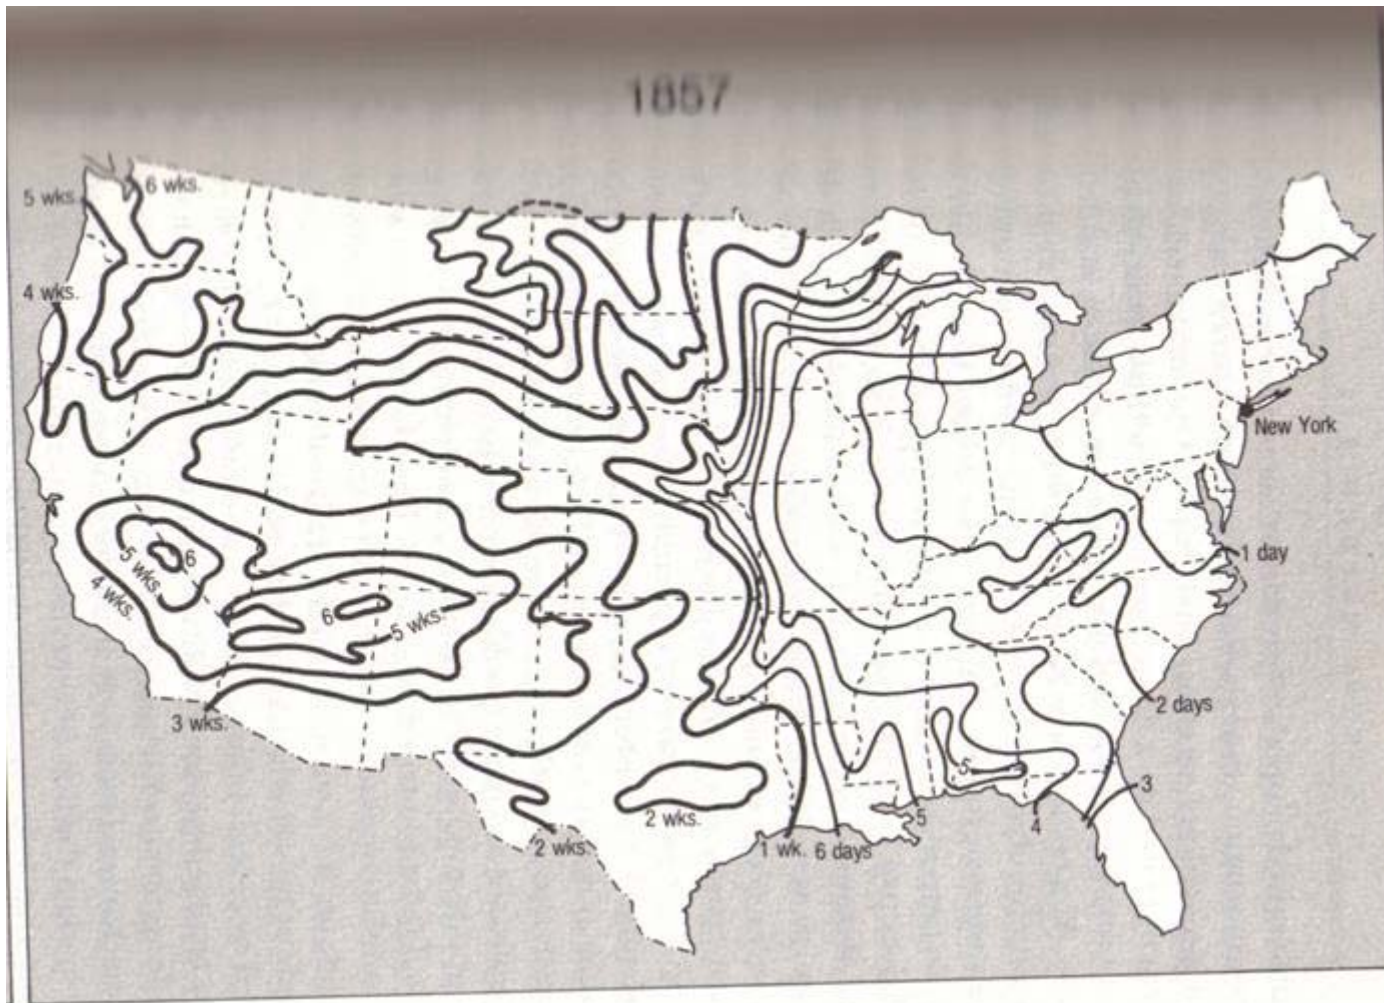 1857
5 wks.
6 wks.
4 wks.
New York
1 day
5 wks.
6
4 wks.
6
5 wks.
3 wks.
2 days
5
3
2 wks.
5
4
2 wks.
1 wk.
6 days